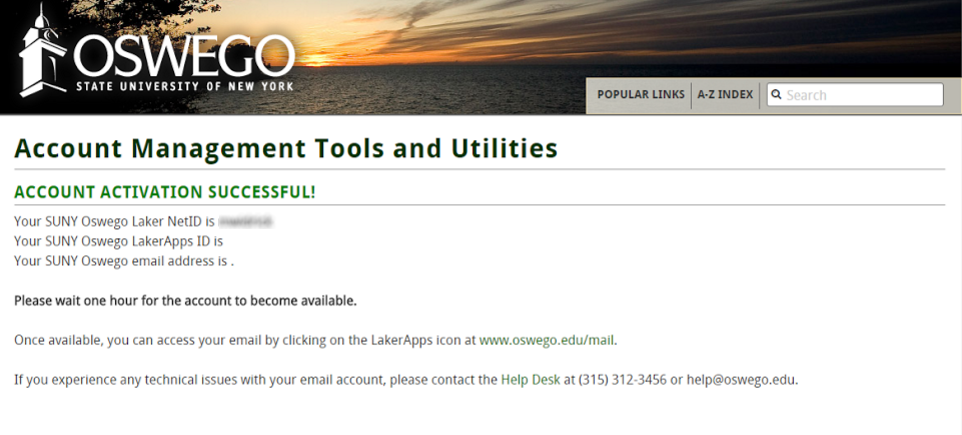 OSWEGO
STATE UNIVERSITY OF NEW YORK
POPULAR LINKS
A-Z INDEX
Search
Account Management Tools and Utilities
ACCOUNT ACTIVATION SUCCESSFUL!
Your SUNY Oswego Laker NetID is
Your SUNY Oswego LakerApps ID is
Your SUNY Oswego email address is .
Please wait one hour for the account to become available.
Once available, you can access your email by clicking on the LakerApps icon at www.oswego.edu/mail.
If you experience any technical issues with your email account, please contact the Help Desk at (315) 312-3456 or help@oswego.edu.